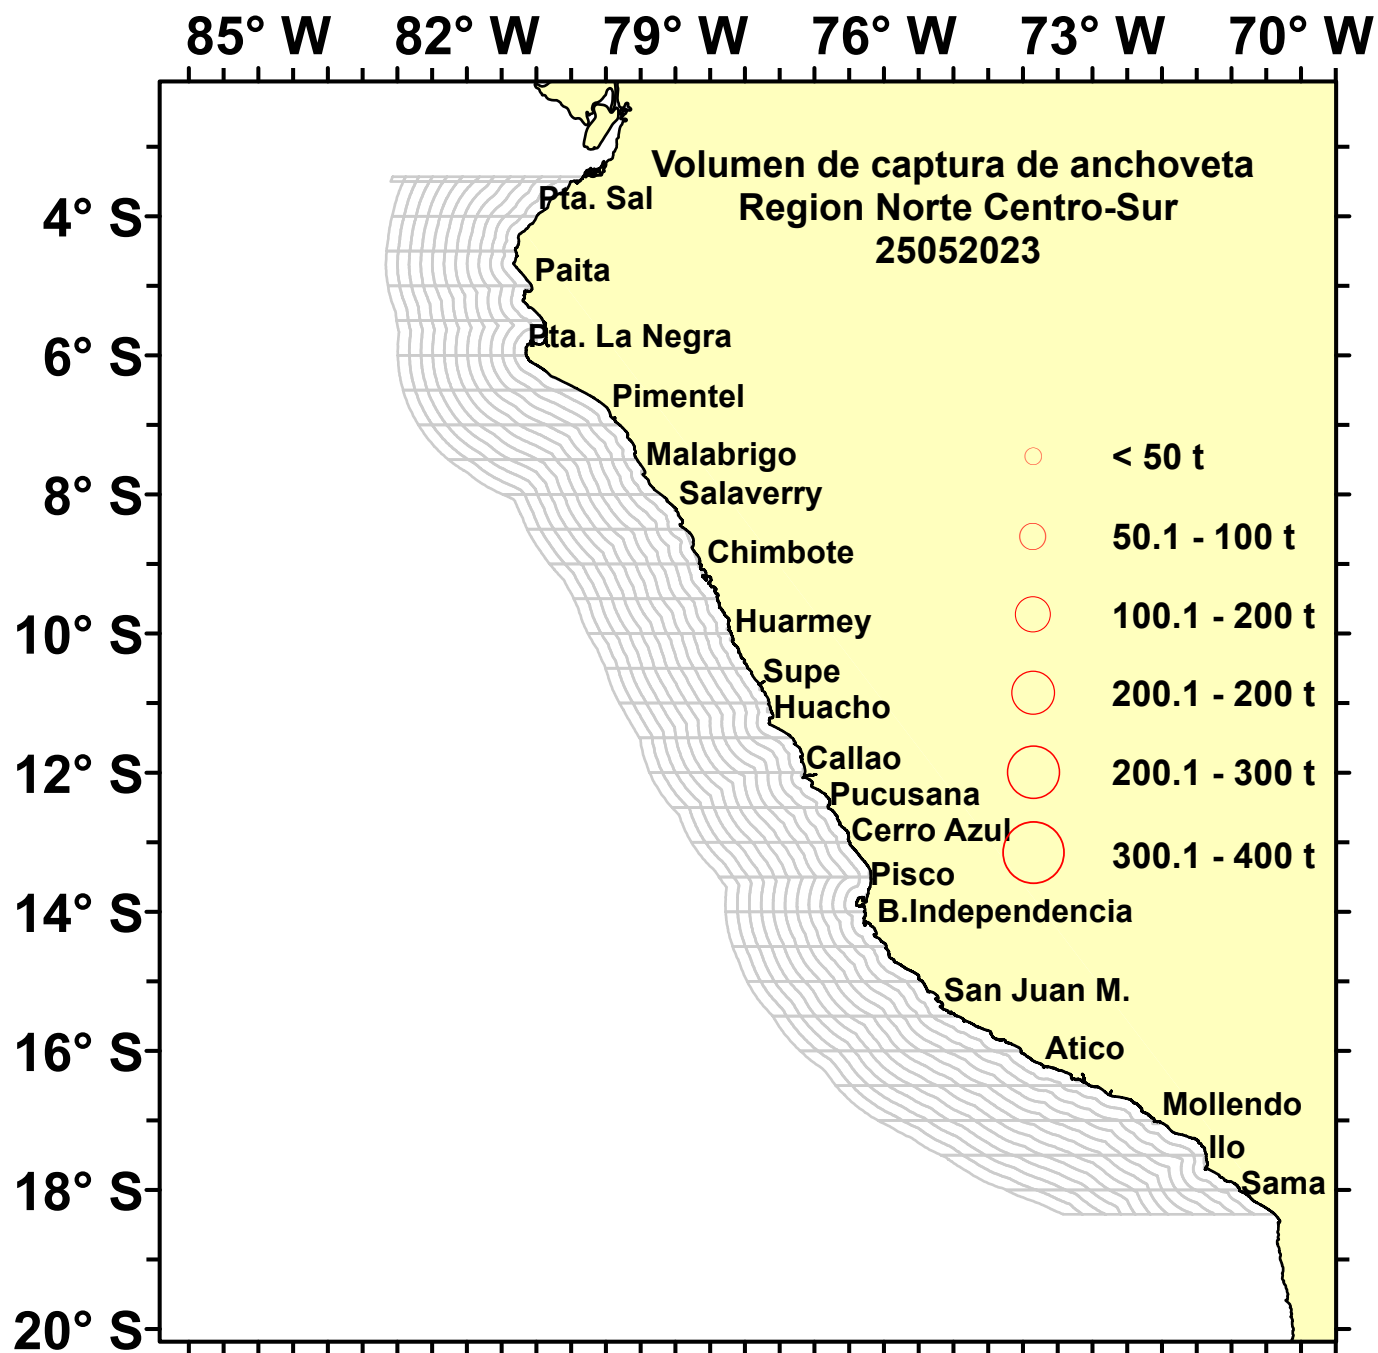 85° W 82° W 79° W 76° W 73° W 70° W
Volumen de captura de anchoveta
Region Norte Centro-Sur
25052023
4° S
6° S
8° S
10° S
12° S
14° S
16° S
18° S
20° S
Pta. Sal
Paita
Pta. La Negra
Pimentel
Malabrigo
Salaverry
Chimbote
Huarmey
Supe
Huacho
Callao
Pucusana
Cerro Azul
Pisco
B.Independencia
San Juan M.
Atico
Mollendo
Ilo
Sama
< 50 t
50.1 - 100 t
100.1 - 200 t
200.1 - 200 t
200.1 - 300 t
300.1 - 400 t